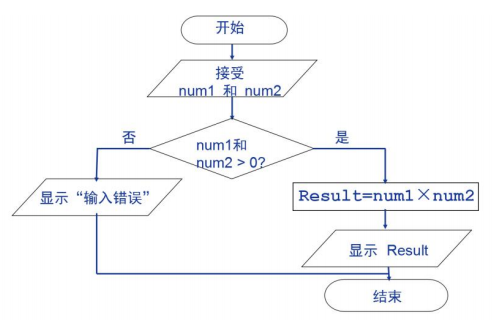 开始
接受
num1 和 num2
否
num1和
num2 > 0?
是
显示 “输入错误”
Result=num1×num2
显示 Result
结束